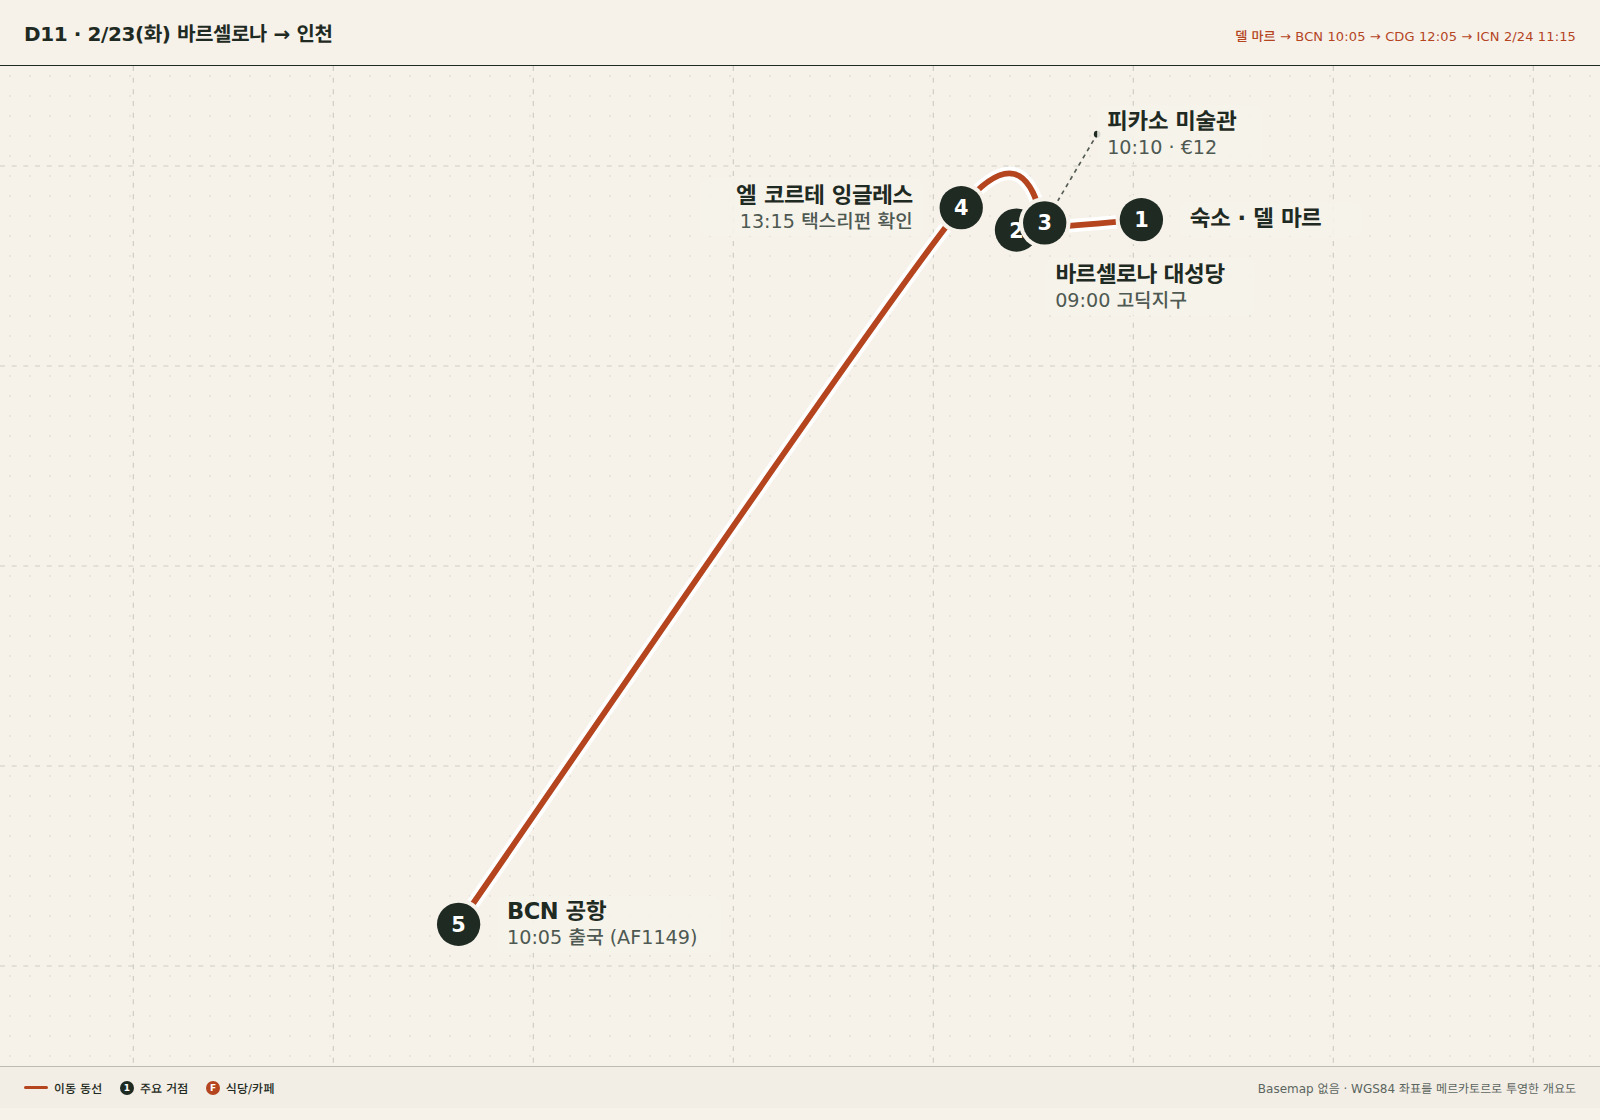 D11 · 2/23(화) 바르셀로나 → 인천
델 마르 → BCN 10:05 → CDG 12:05 → ICN 2/24 11:15
피카소 미술관
10:10 · €12
엘 코르테 잉글레스
13:15 택스리펀 확인
4
2
3
1
숙소 · 델 마르
바르셀로나 대성당
09:00 고딕지구
5
BCN 공항
10:05 출국 (AF1149)
이동 동선
1 주요 거점
F 식당/카페
Basemap 없음 · WGS84 좌표를 메르카토르로 투영한 개요도